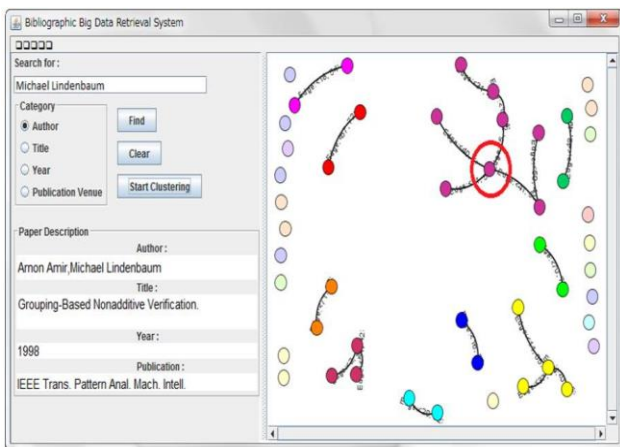 Bibliographic Big Data Retrieval System
□□□□□
Search for :
Michael Lindenbaum
Category
Author
Find
Title
Clear
Year
Publication Venue
Start Clustering
Paper Description
Author :
Arnon Amir,Michael Lindenbaum
Title :
Grouping-Based Nonadditive Verification.
Year :
1998
Publication :
IEEE Trans. Pattern Anal. Mach. Intell.